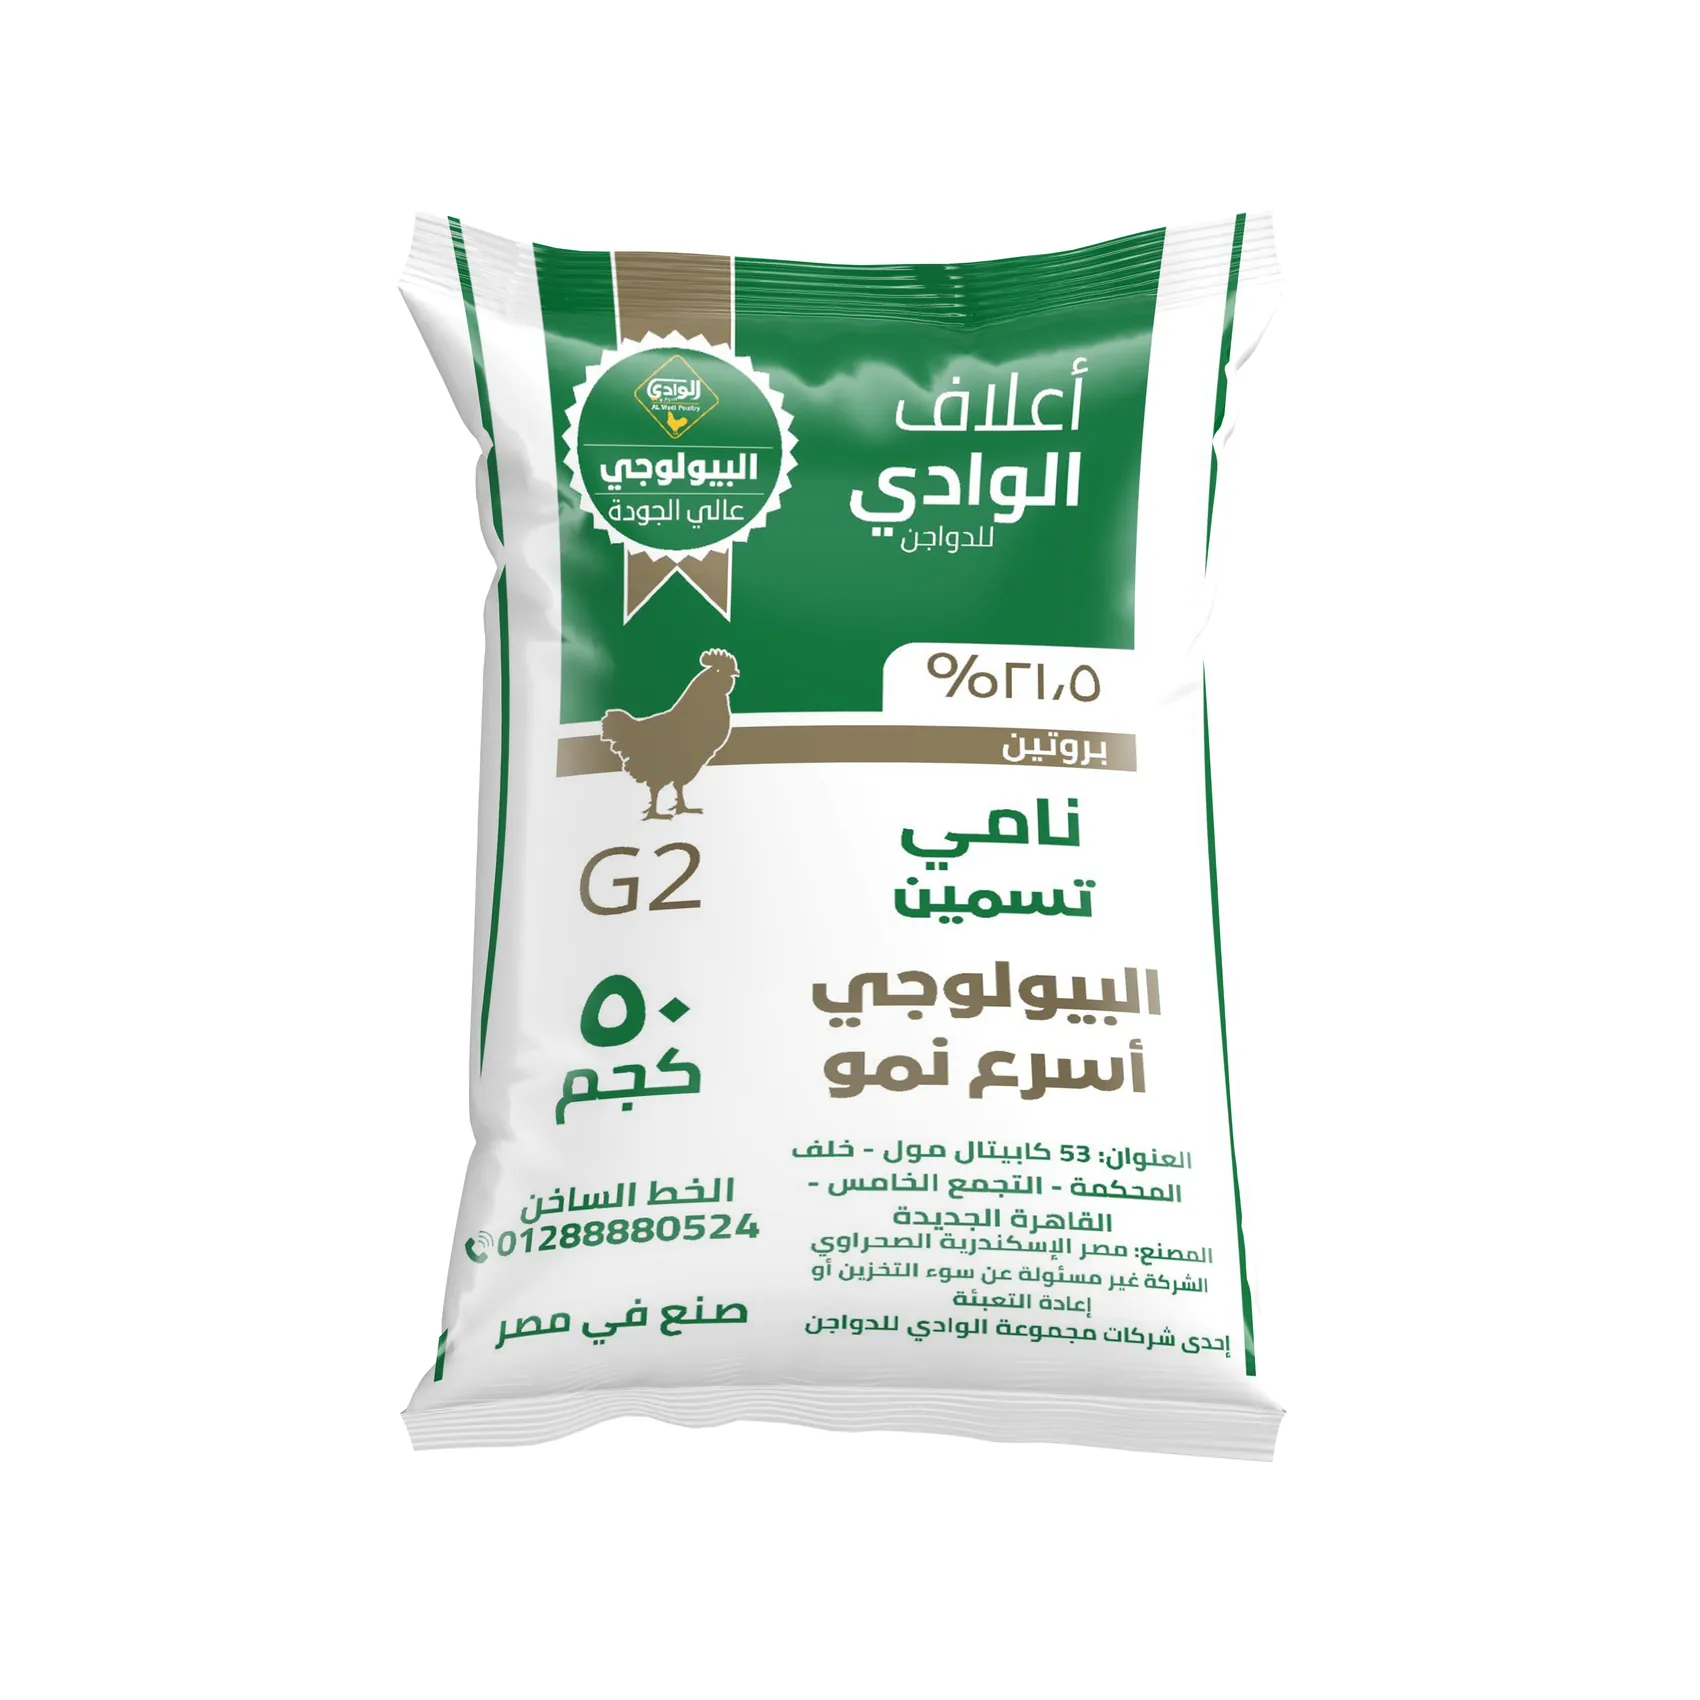 أعلاف
الوادي
للدواجن
الوادي
AL Wadi Poultry
البيولوجي
عالي الجودة
٢١٫٥%
بروتين
نامي
تسمين
G2
البيولوجي
أسرع نمو
٥٠
كجم
العنوان: 53 كابيتال مول - خلف
المحكمة - التجمع الخامس -
القاهرة الجديدة
المصنع: مصر الإسكندرية الصحراوي
الشركة غير مسئولة عن سوء التخزين أو
إعادة التعبئة
إحدى شركات مجموعة الوادي للدواجن
الخط الساخن
01288880524
صنع في مصر